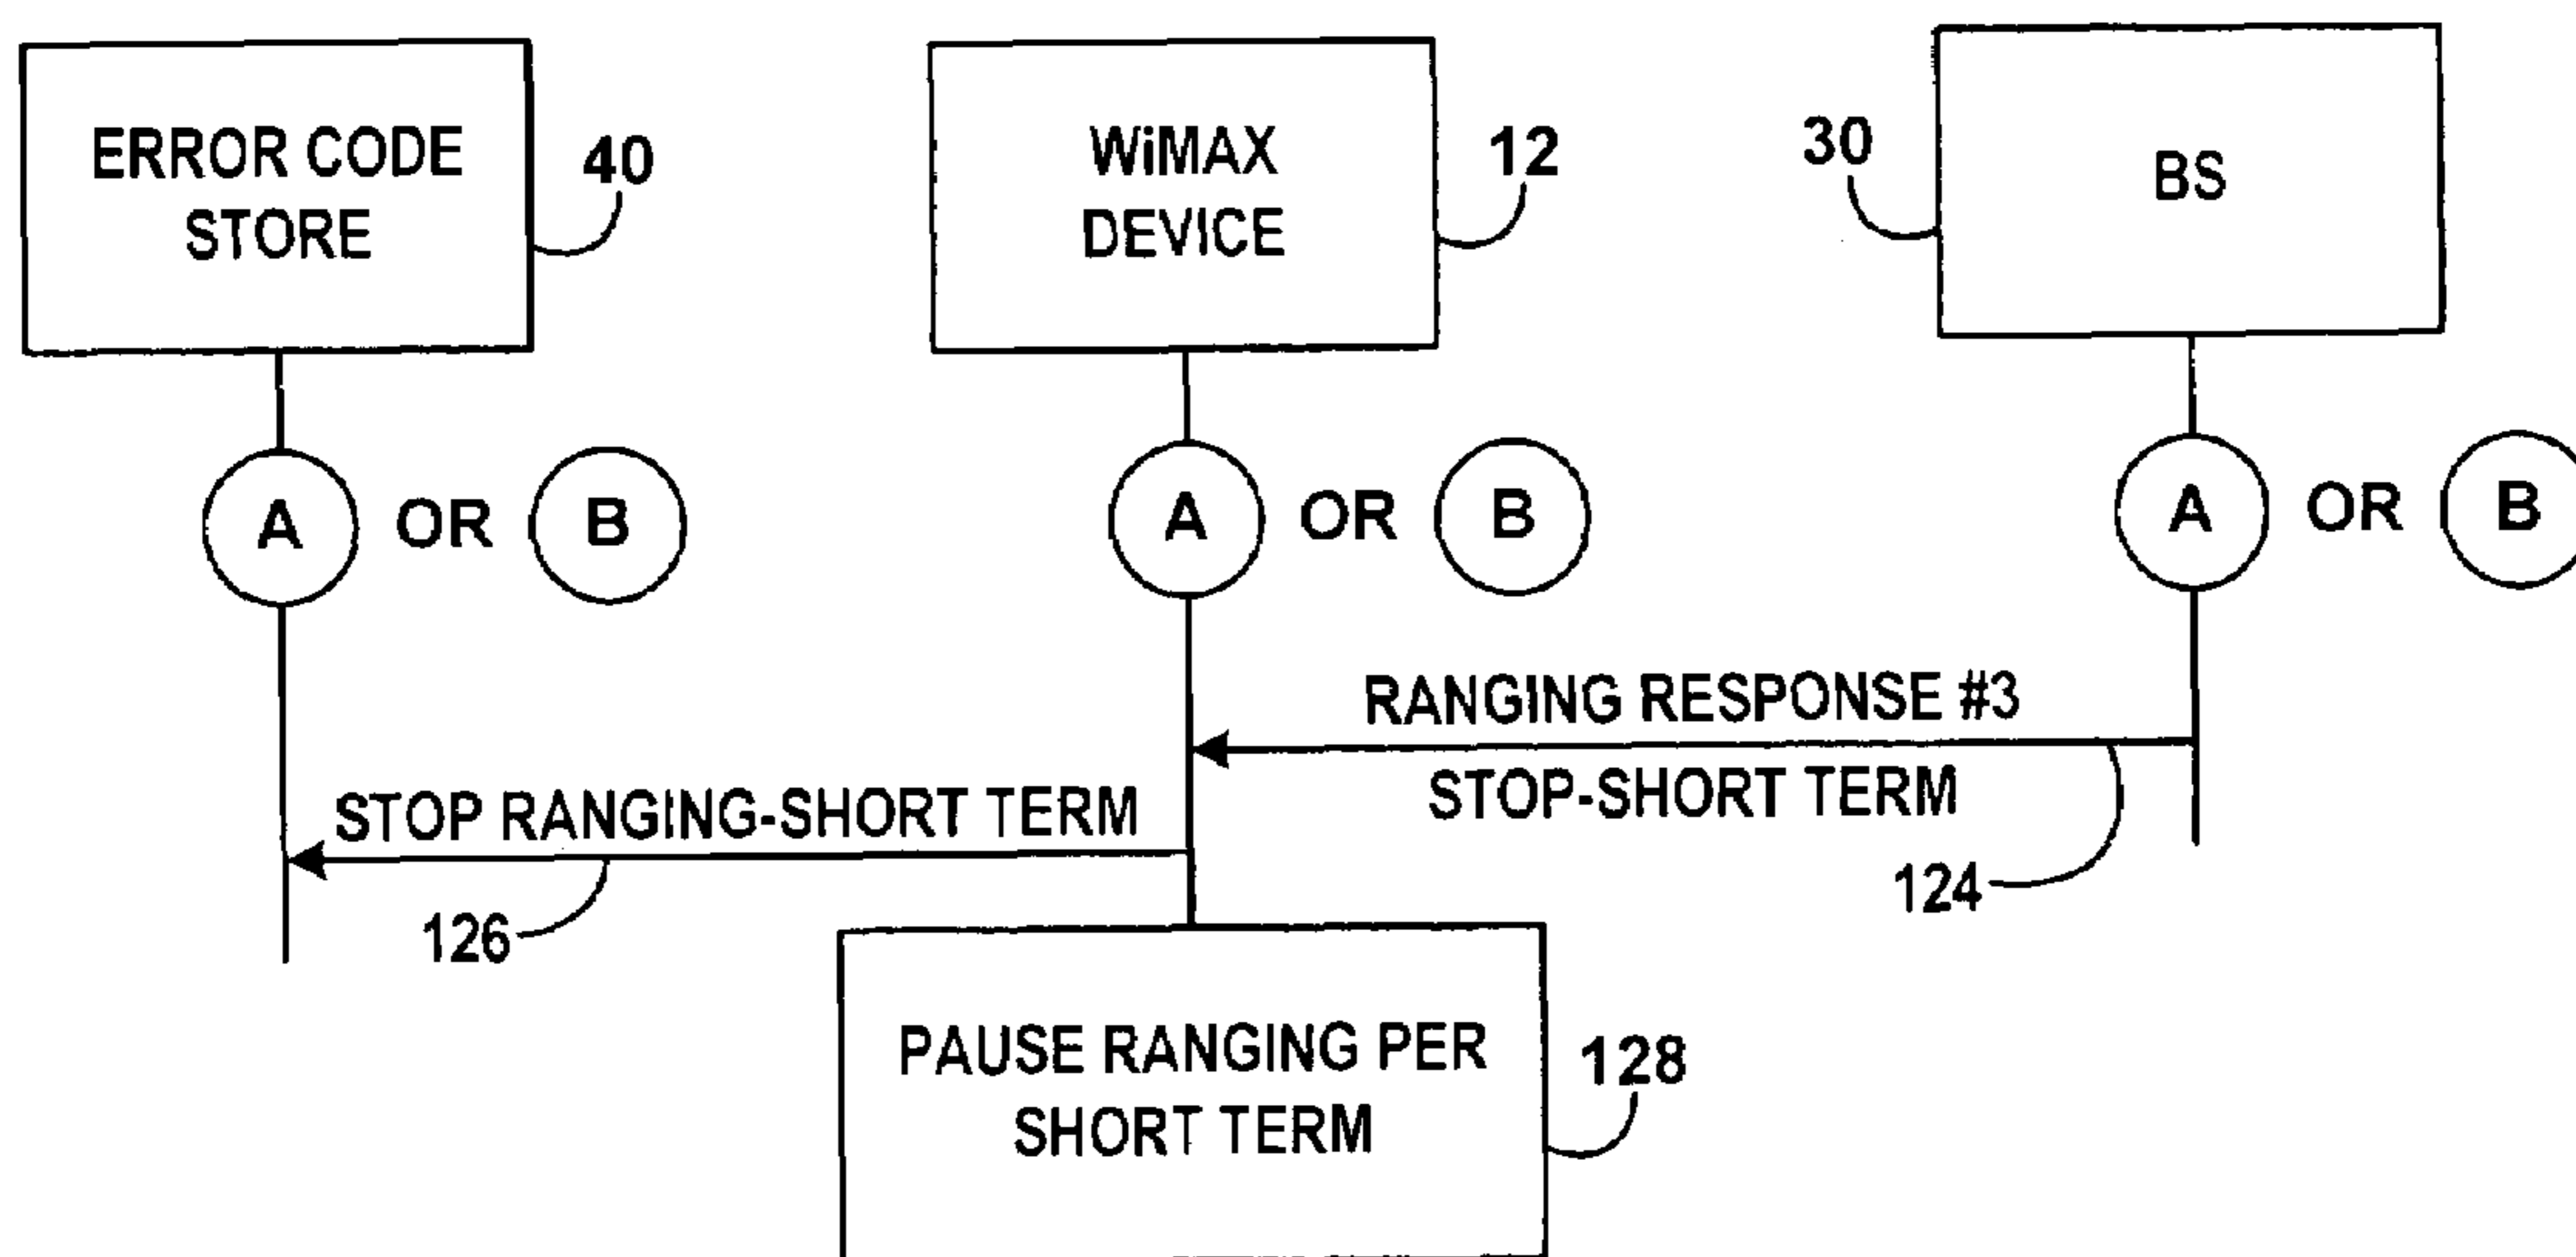 ERROR CODE
STORE
40
WiMAX
DEVICE
12
30
BS
A OR B
A OR B
A OR B
RANGING RESPONSE #3
STOP-SHORT TERM
124
STOP RANGING-SHORT TERM
126
PAUSE RANGING PER
SHORT TERM
128